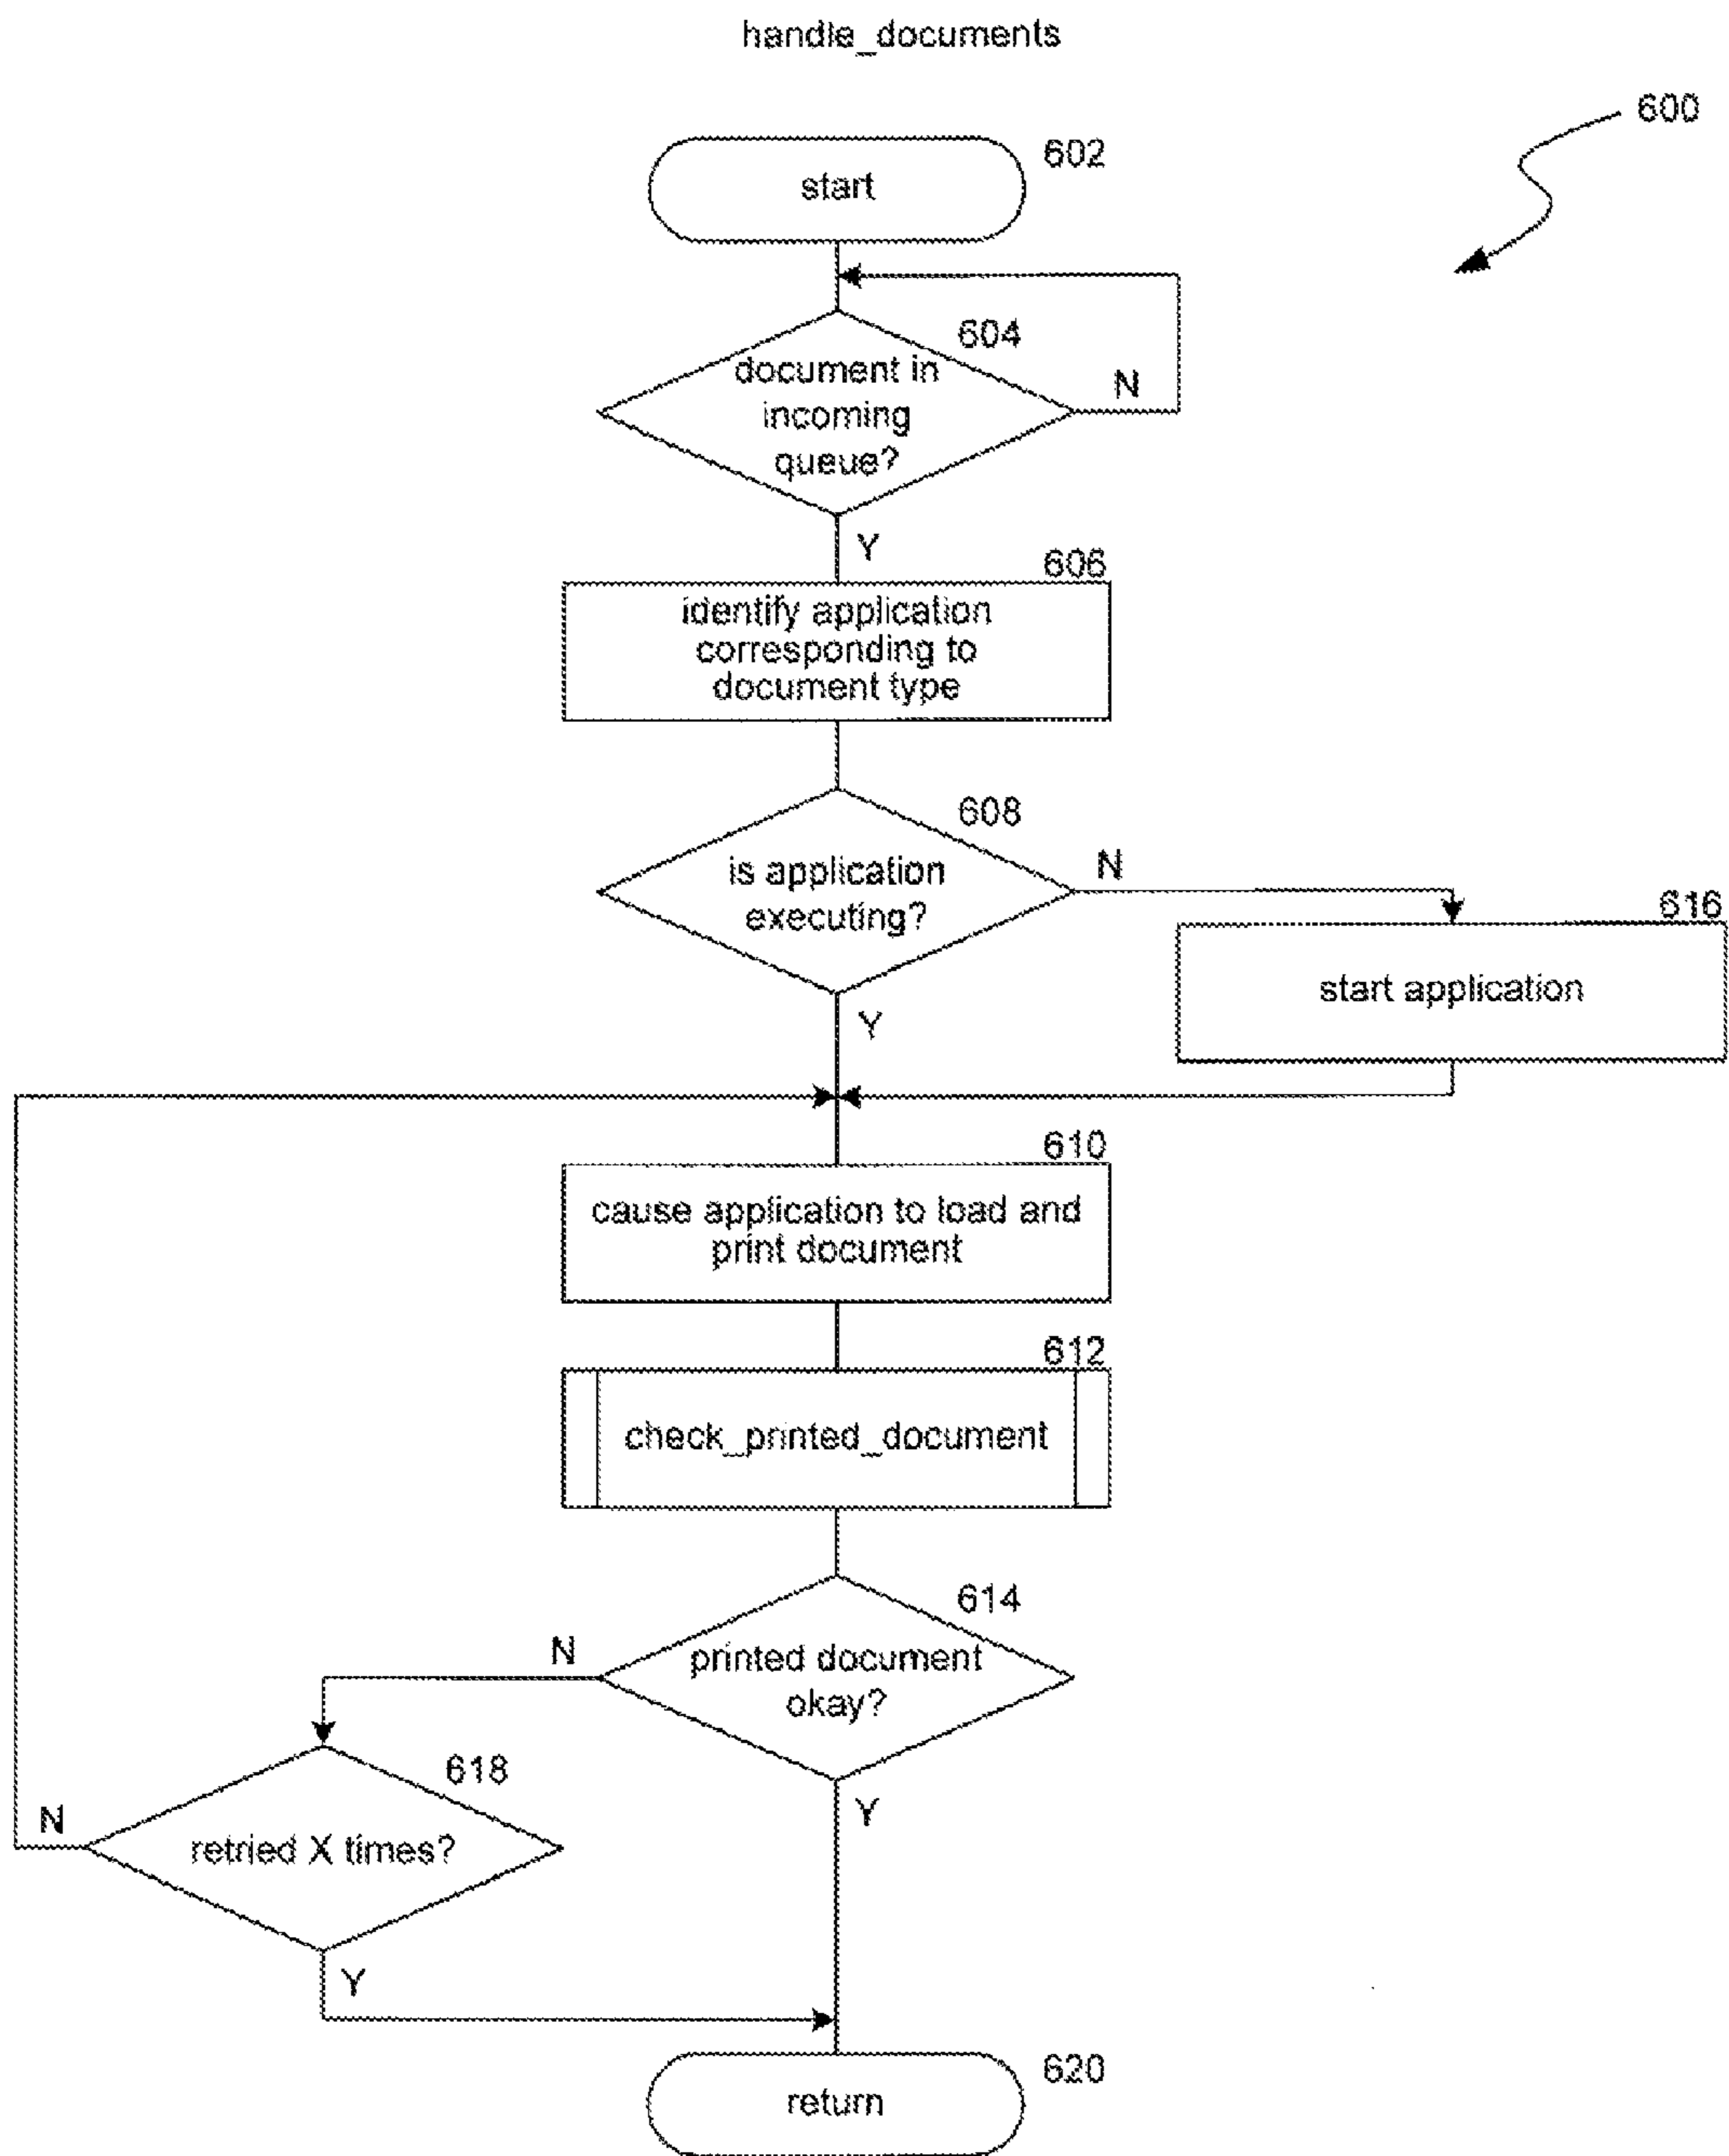 handle_documents
600
602
start
604
document in
incoming
queue?
N
Y
606
identify application
corresponding to
document type
608
is application
executing?
N
616
start application
Y
610
cause application to load and
print document
612
check_printed_document
614
printed document
okay?
N
618
retried X times?
N
Y
Y
620
return